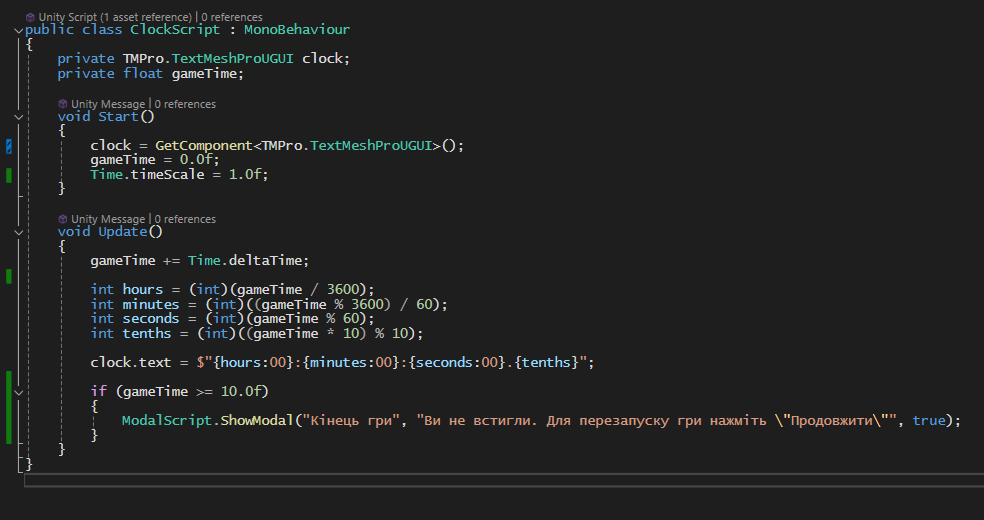 Unity Script (1 asset reference) | 0 references
public class ClockScript : MonoBehaviour
{
private TMPro.TextMeshProUGUI clock;
private float gameTime;
Unity Message | 0 references
void Start()
{
clock = GetComponent<TMPro.TextMeshProUGUI>();
gameTime = 0.0f;
Time.timeScale = 1.0f;
}
Unity Message | 0 references
void Update()
{
gameTime += Time.deltaTime;
int hours = (int)(gameTime / 3600);
int minutes = (int)((gameTime % 3600) / 60);
int seconds = (int)(gameTime % 60);
int tenths = (int)((gameTime * 10) % 10);
clock.text = $"{hours:00}:{minutes:00}:{seconds:00}.{tenths}";
if (gameTime >= 10.0f)
{
ModalScript.ShowModal("Кінець гри", "Ви не встигли. Для перезапуску гри нажміть \"Продовжити\"", true);
}
}
}